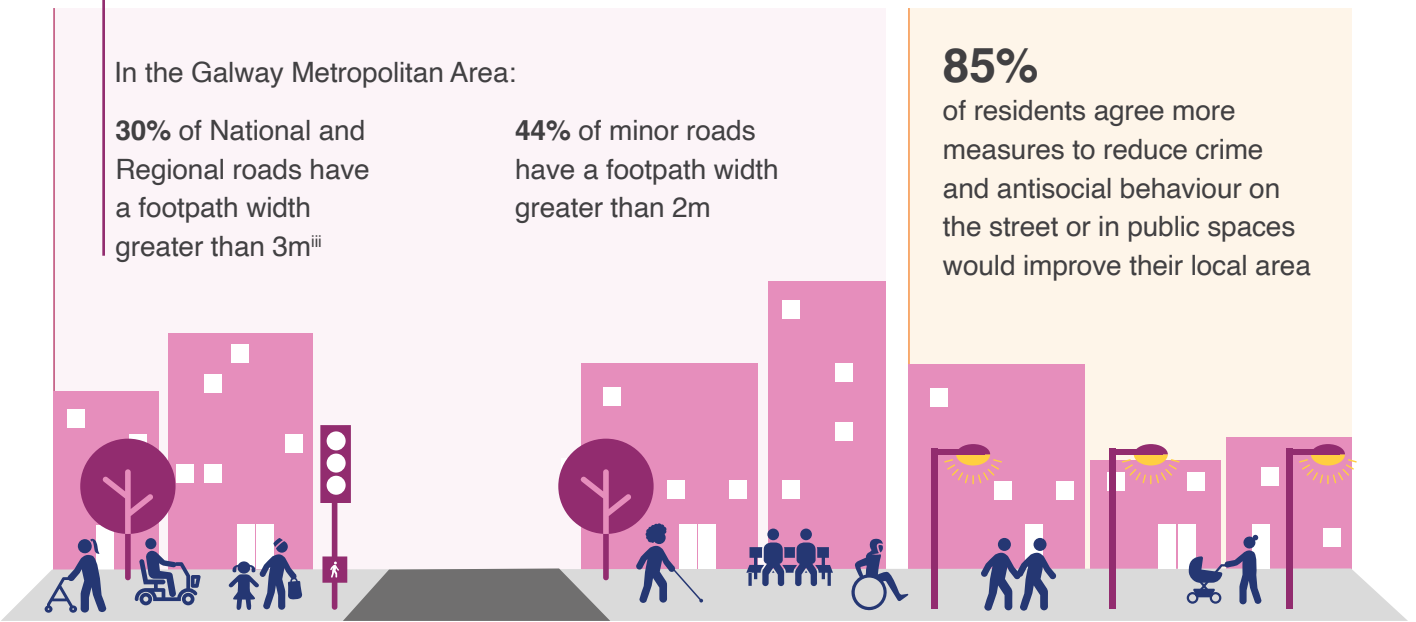 In the Galway Metropolitan Area:
30% of National and
Regional roads have
a footpath width
greater than 3miii
44% of minor roads
have a footpath width
greater than 2m
85%
of residents agree more
measures to reduce crime
and antisocial behaviour on
the street or in public spaces
would improve their local area